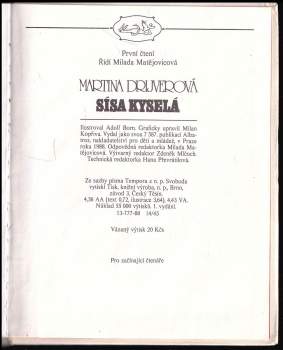 První čtení
Řídí Milada Matějovicová
MARTINA DRIJVEROVÁ
SÍSA KYSELÁ
Ilustroval Adolf Born. Graficky upravil Milan
Kopřiva. Vydal jako svou 7 387. publikaci Alba-
tros, nakladatelství pro děti a mládež, v Praze
roku 1988. Odpovědná redaktorka Milada Ma-
tějovicová. Výtvarný redaktor Zdeněk Mlčoch.
Technická redaktorka Hana Převrátilová.
Ze sazby písma Tempora z n. p. Svoboda
vytiskl Tisk, knižní výroba, n. p., Brno,
závod 3, Český Těšín.
4,36 AA (text 0,72, ilustrace 3,64), 4,43 VA.
Náklad 55 000 výtisků. 1. vydání.
13-777-88 14/43
Vázaný výtisk 20 Kčs
Pro začínající čtenáře